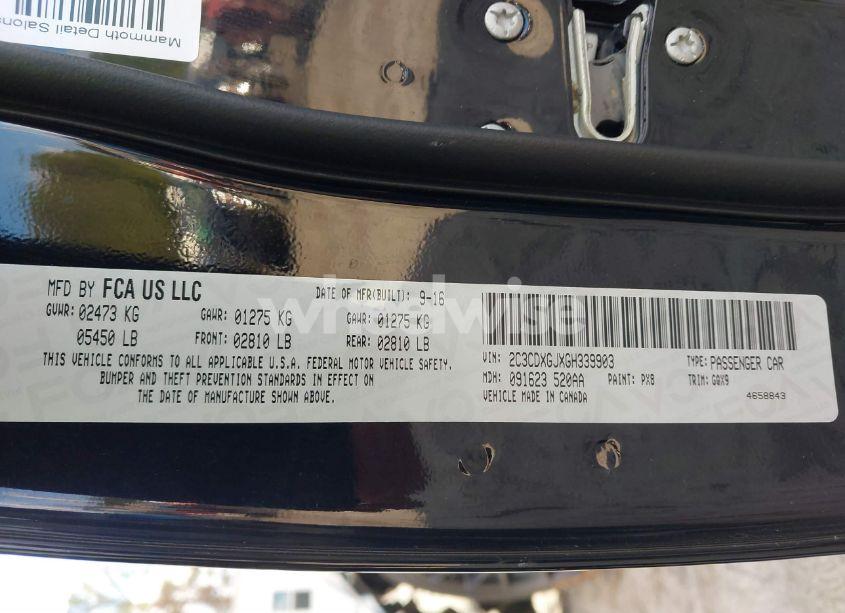 Mammoth Detail Salons
MFD BY FCA US LLC
DATE OF MFR(BUILT): 9-16
GVWR: 02473 KG
GAWR: 01275 KG
GAWR: 01275 KG
05450 LB
FRONT: 02810 LB
REAR: 02810 LB
THIS VEHICLE CONFORMS TO ALL APPLICABLE U.S.A. FEDERAL MOTOR VEHICLE SAFETY,
BUMPER AND THEFT PREVENTION STANDARDS IN EFFECT ON
THE DATE OF MANUFACTURE SHOWN ABOVE.
VIN: 2C3CDXGJXGH339903
TYPE: PASSENGER CAR
MDH: 091623 520AA
PAINT: PX8
TRIM: GQX9
VEHICLE MADE IN CANADA
4658843
wheelwise